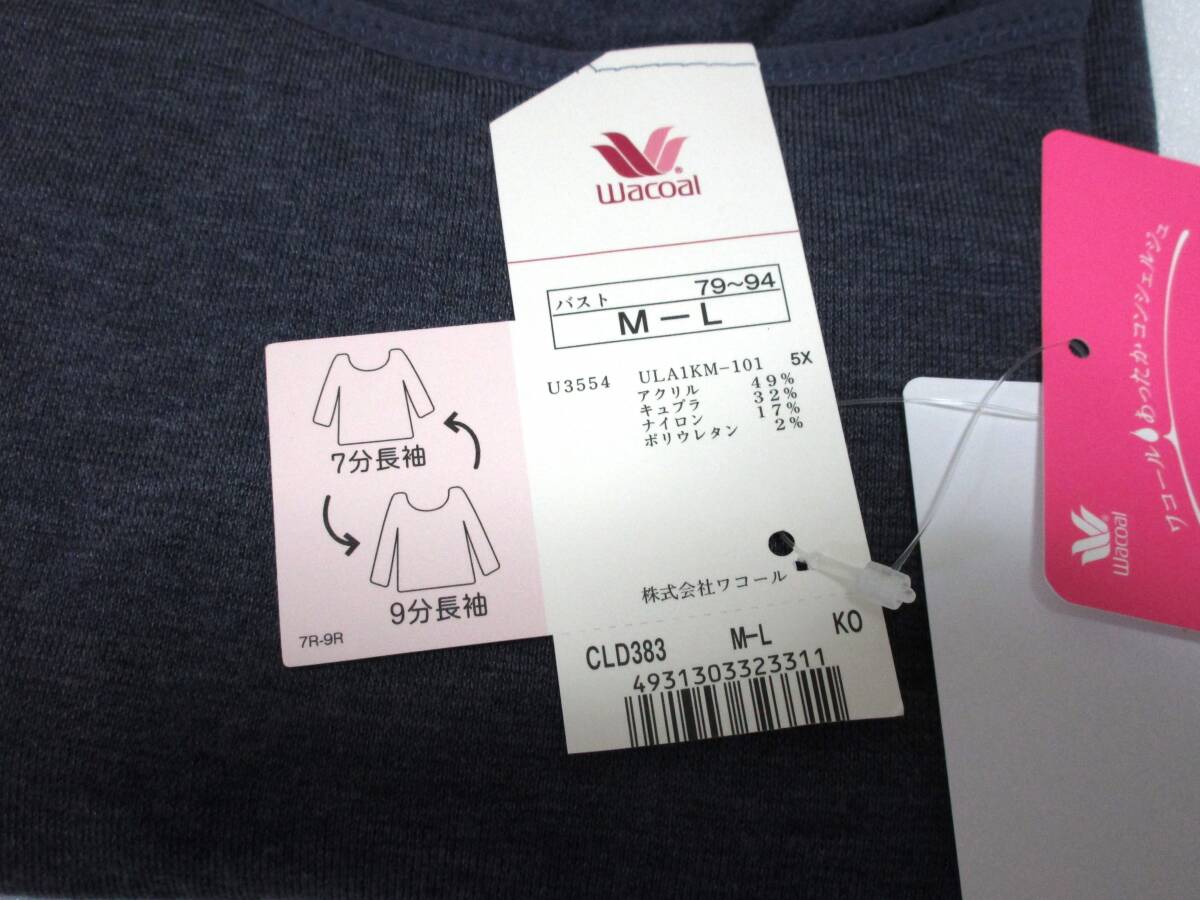 Wacoal
バスト 79~94
M-L
U3554 ULA1KM-101 5X
アクリル 49%
キュプラ 32%
ナイロン 17%
ポリウレタン 2%
株式会社ワコール
CLD383 M-L KO
4931303323311
7分長袖
9分長袖
7R-9R
ワコールあったか・コンシェルジュ
Wacoal